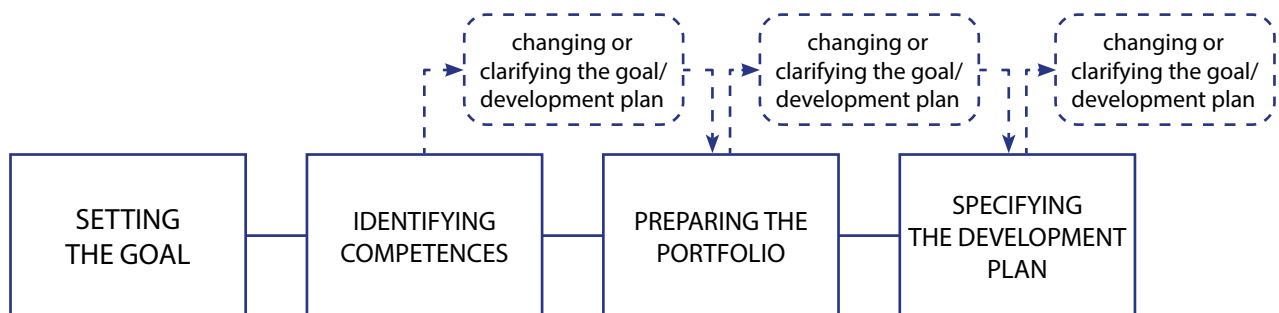 changing or
clarifying the goal/
development plan
changing or
clarifying the goal/
development plan
changing or
clarifying the goal/
development plan
SETTING
THE GOAL
IDENTIFYING
COMPETENCES
PREPARING THE
PORTFOLIO
SPECIFYING
THE DEVELOPMENT
PLAN